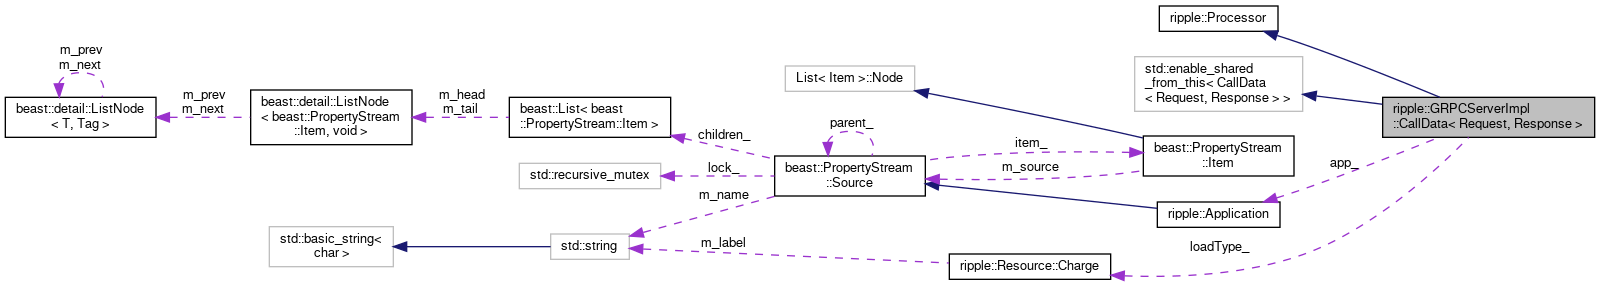 ripple::Processor
m_prev
m_next
std::enable_shared
_from_this< CallData
< Request, Response > >
List< Item >::Node
beast::detail::ListNode
< T, Tag >
m_prev
m_next
beast::detail::ListNode
< beast::PropertyStream
::Item, void >
m_head
m_tail
beast::List< beast
::PropertyStream::Item >
ripple::GRPCServerImpl
::CallData< Request, Response >
children_
parent_
item_
beast::PropertyStream
::Item
app_
std::recursive_mutex
lock_
beast::PropertyStream
::Source
m_source
m_name
ripple::Application
std::basic_string<
char >
std::string
m_label
loadType_
ripple::Resource::Charge